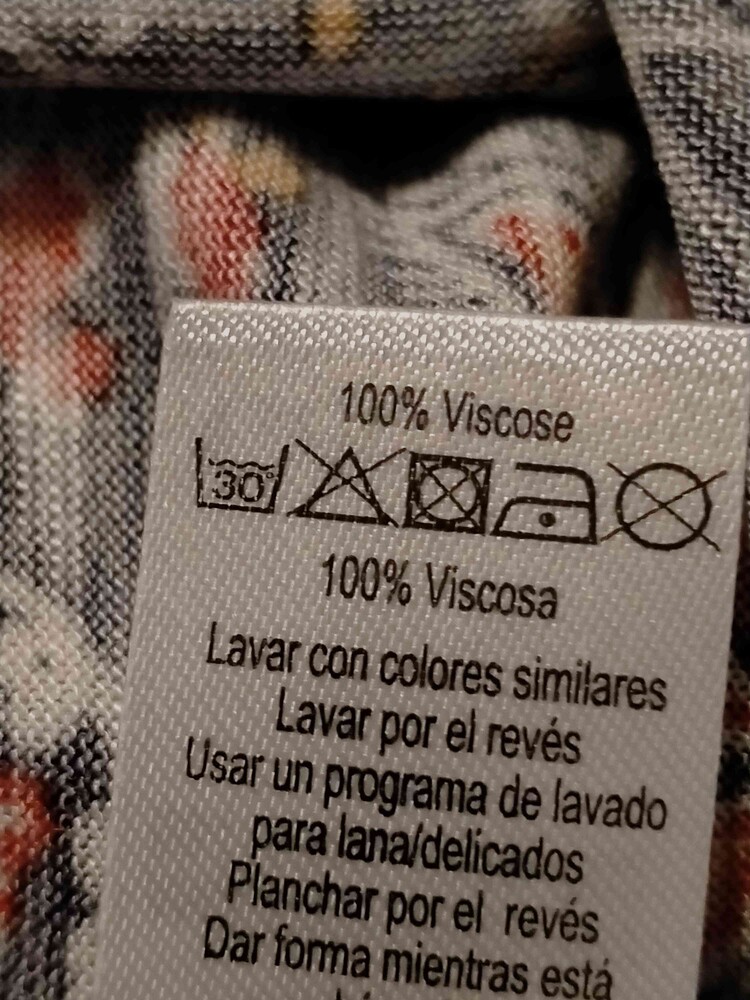 100% Viscose
30°
100% Viscosa
Lavar con colores similares
Lavar por el revés
Usar un programa de lavado
para lana/delicados
Planchar por el revés
Dar forma mientras está